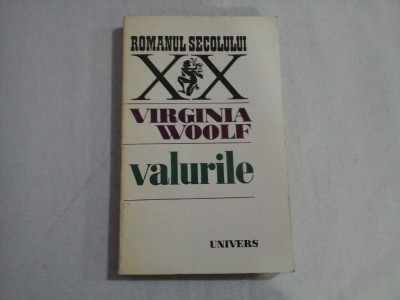 ROMANUL SECOLULUI
XX
VIRGINIA
WOOLF
valurile
UNIVERS